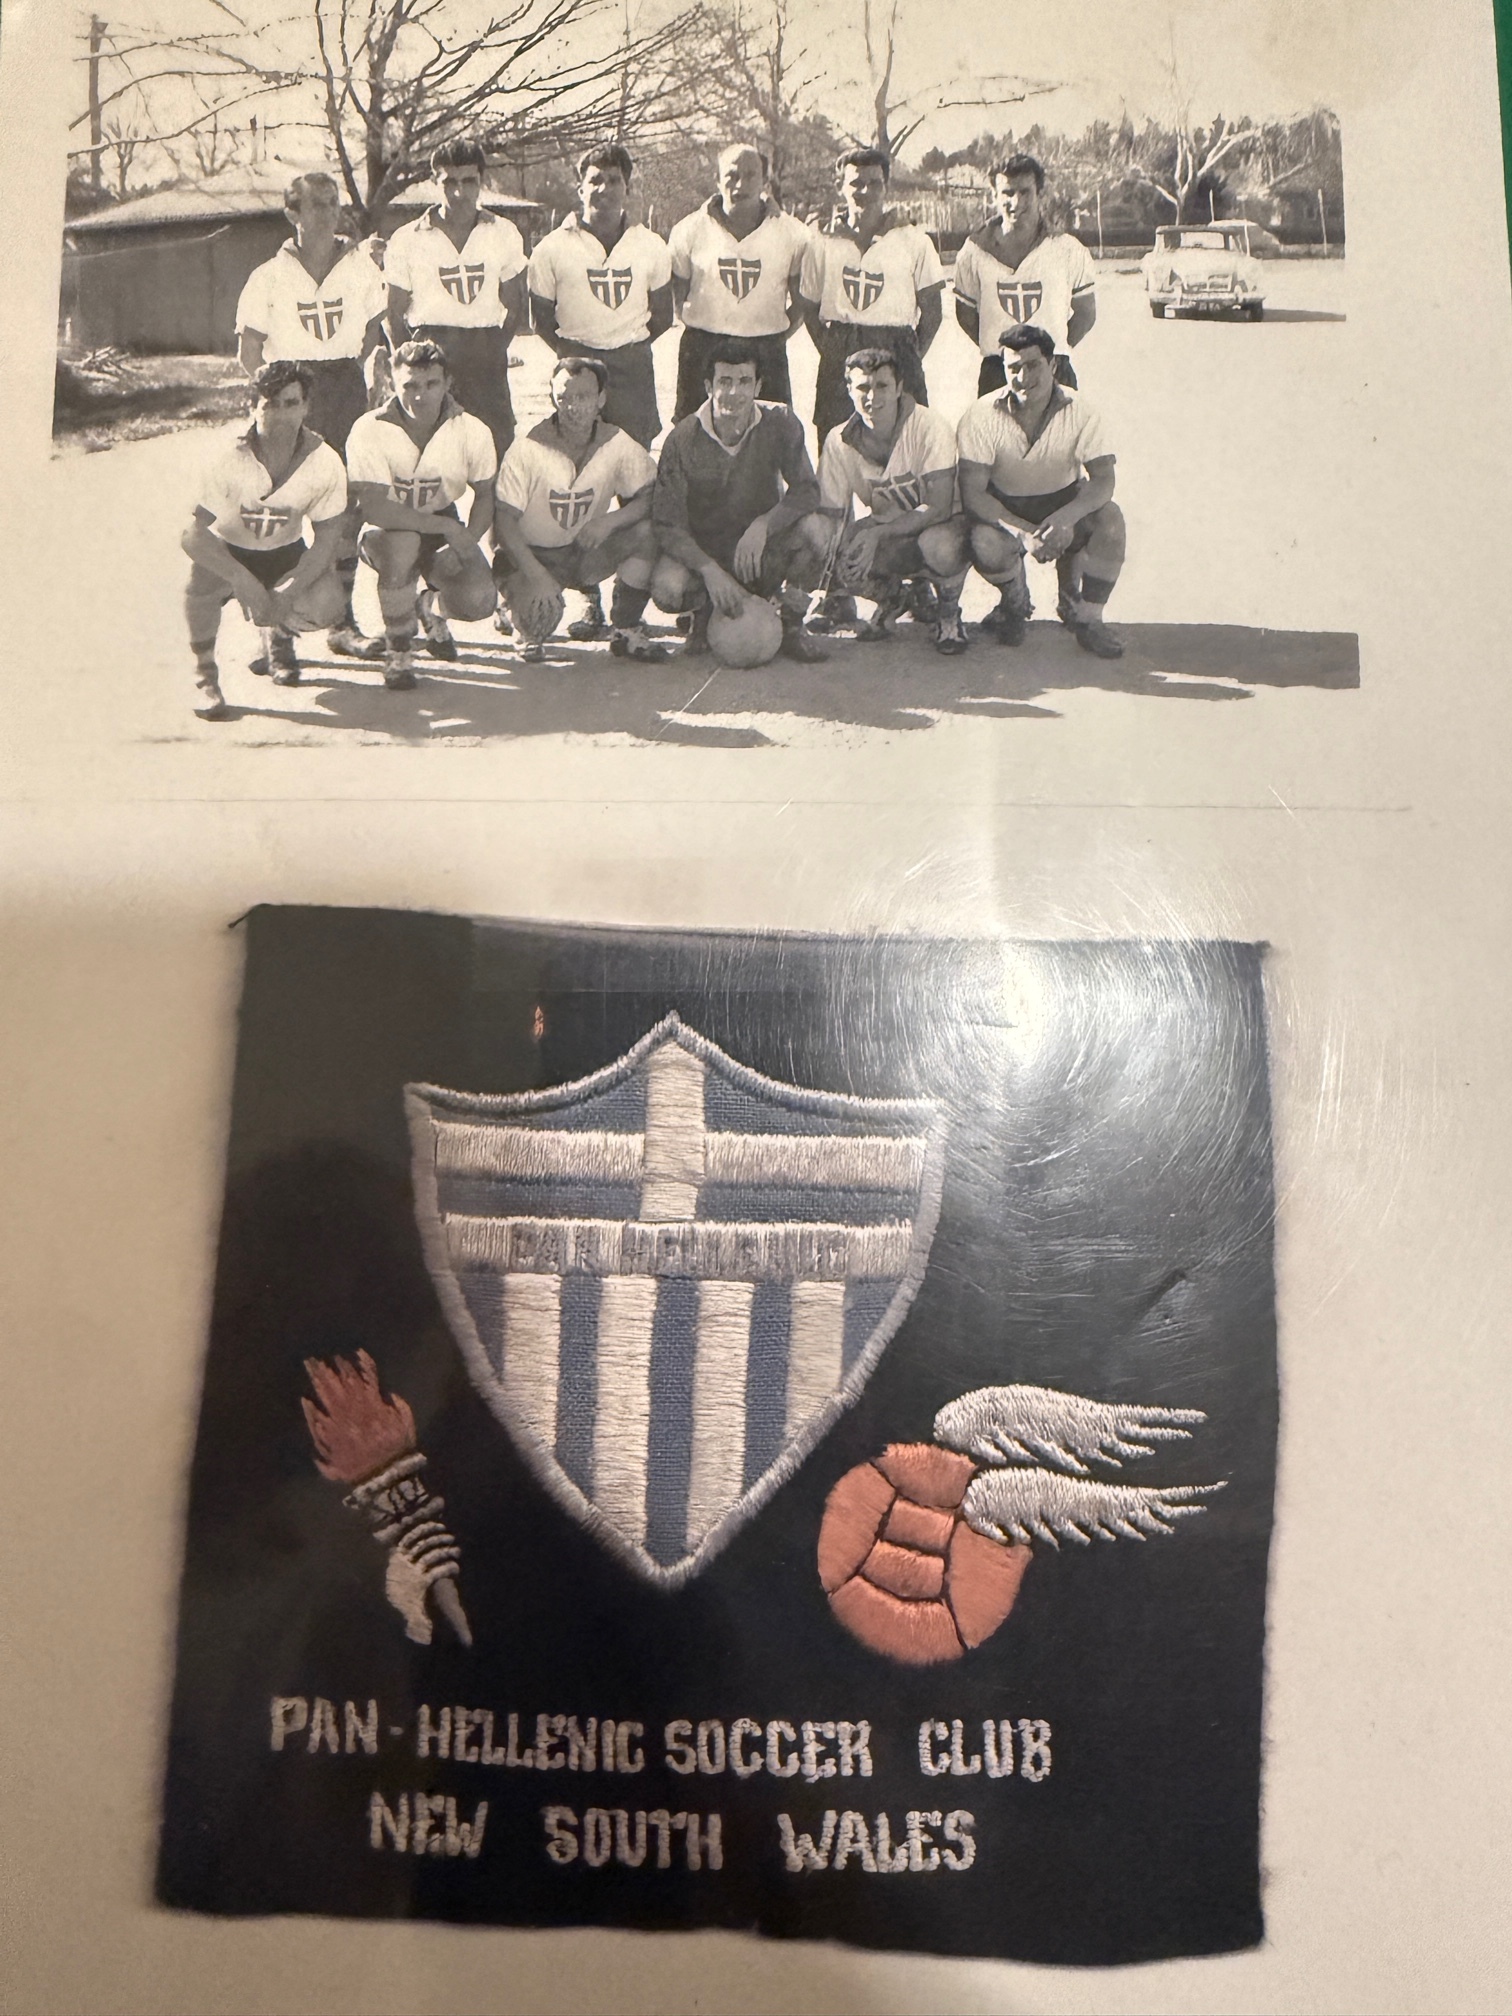 PAN-HELLENIC SOCCER CLUB
NEW SOUTH WALES